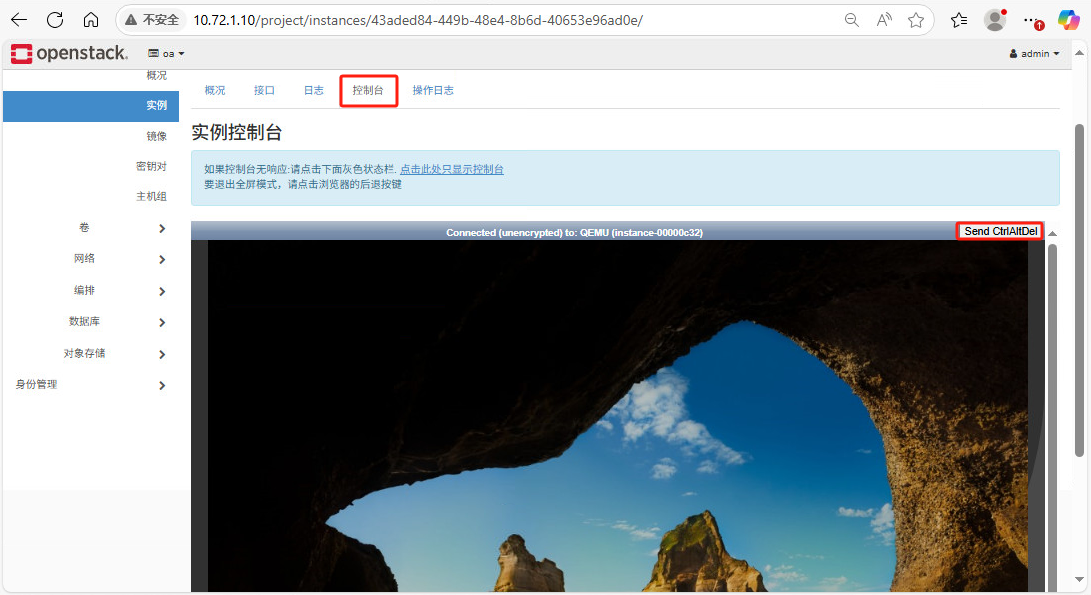 不安全 10.72.1.10/project/instances/43aded84-449b-48e4-8b6d-40653e96ad0e/
openstack. oa admin
概况
实例
镜像
密钥对
主机组
卷
网络
编排
数据库
对象存储
身份管理
概况 接口 日志 控制台 操作日志
实例控制台
如果控制台无响应:请点击下面灰色状态栏. 点击此处只显示控制台
要退出全屏模式，请点击浏览器的后退按键
Connected (unencrypted) to: QEMU (instance-00000c32) Send CtrlAltDel